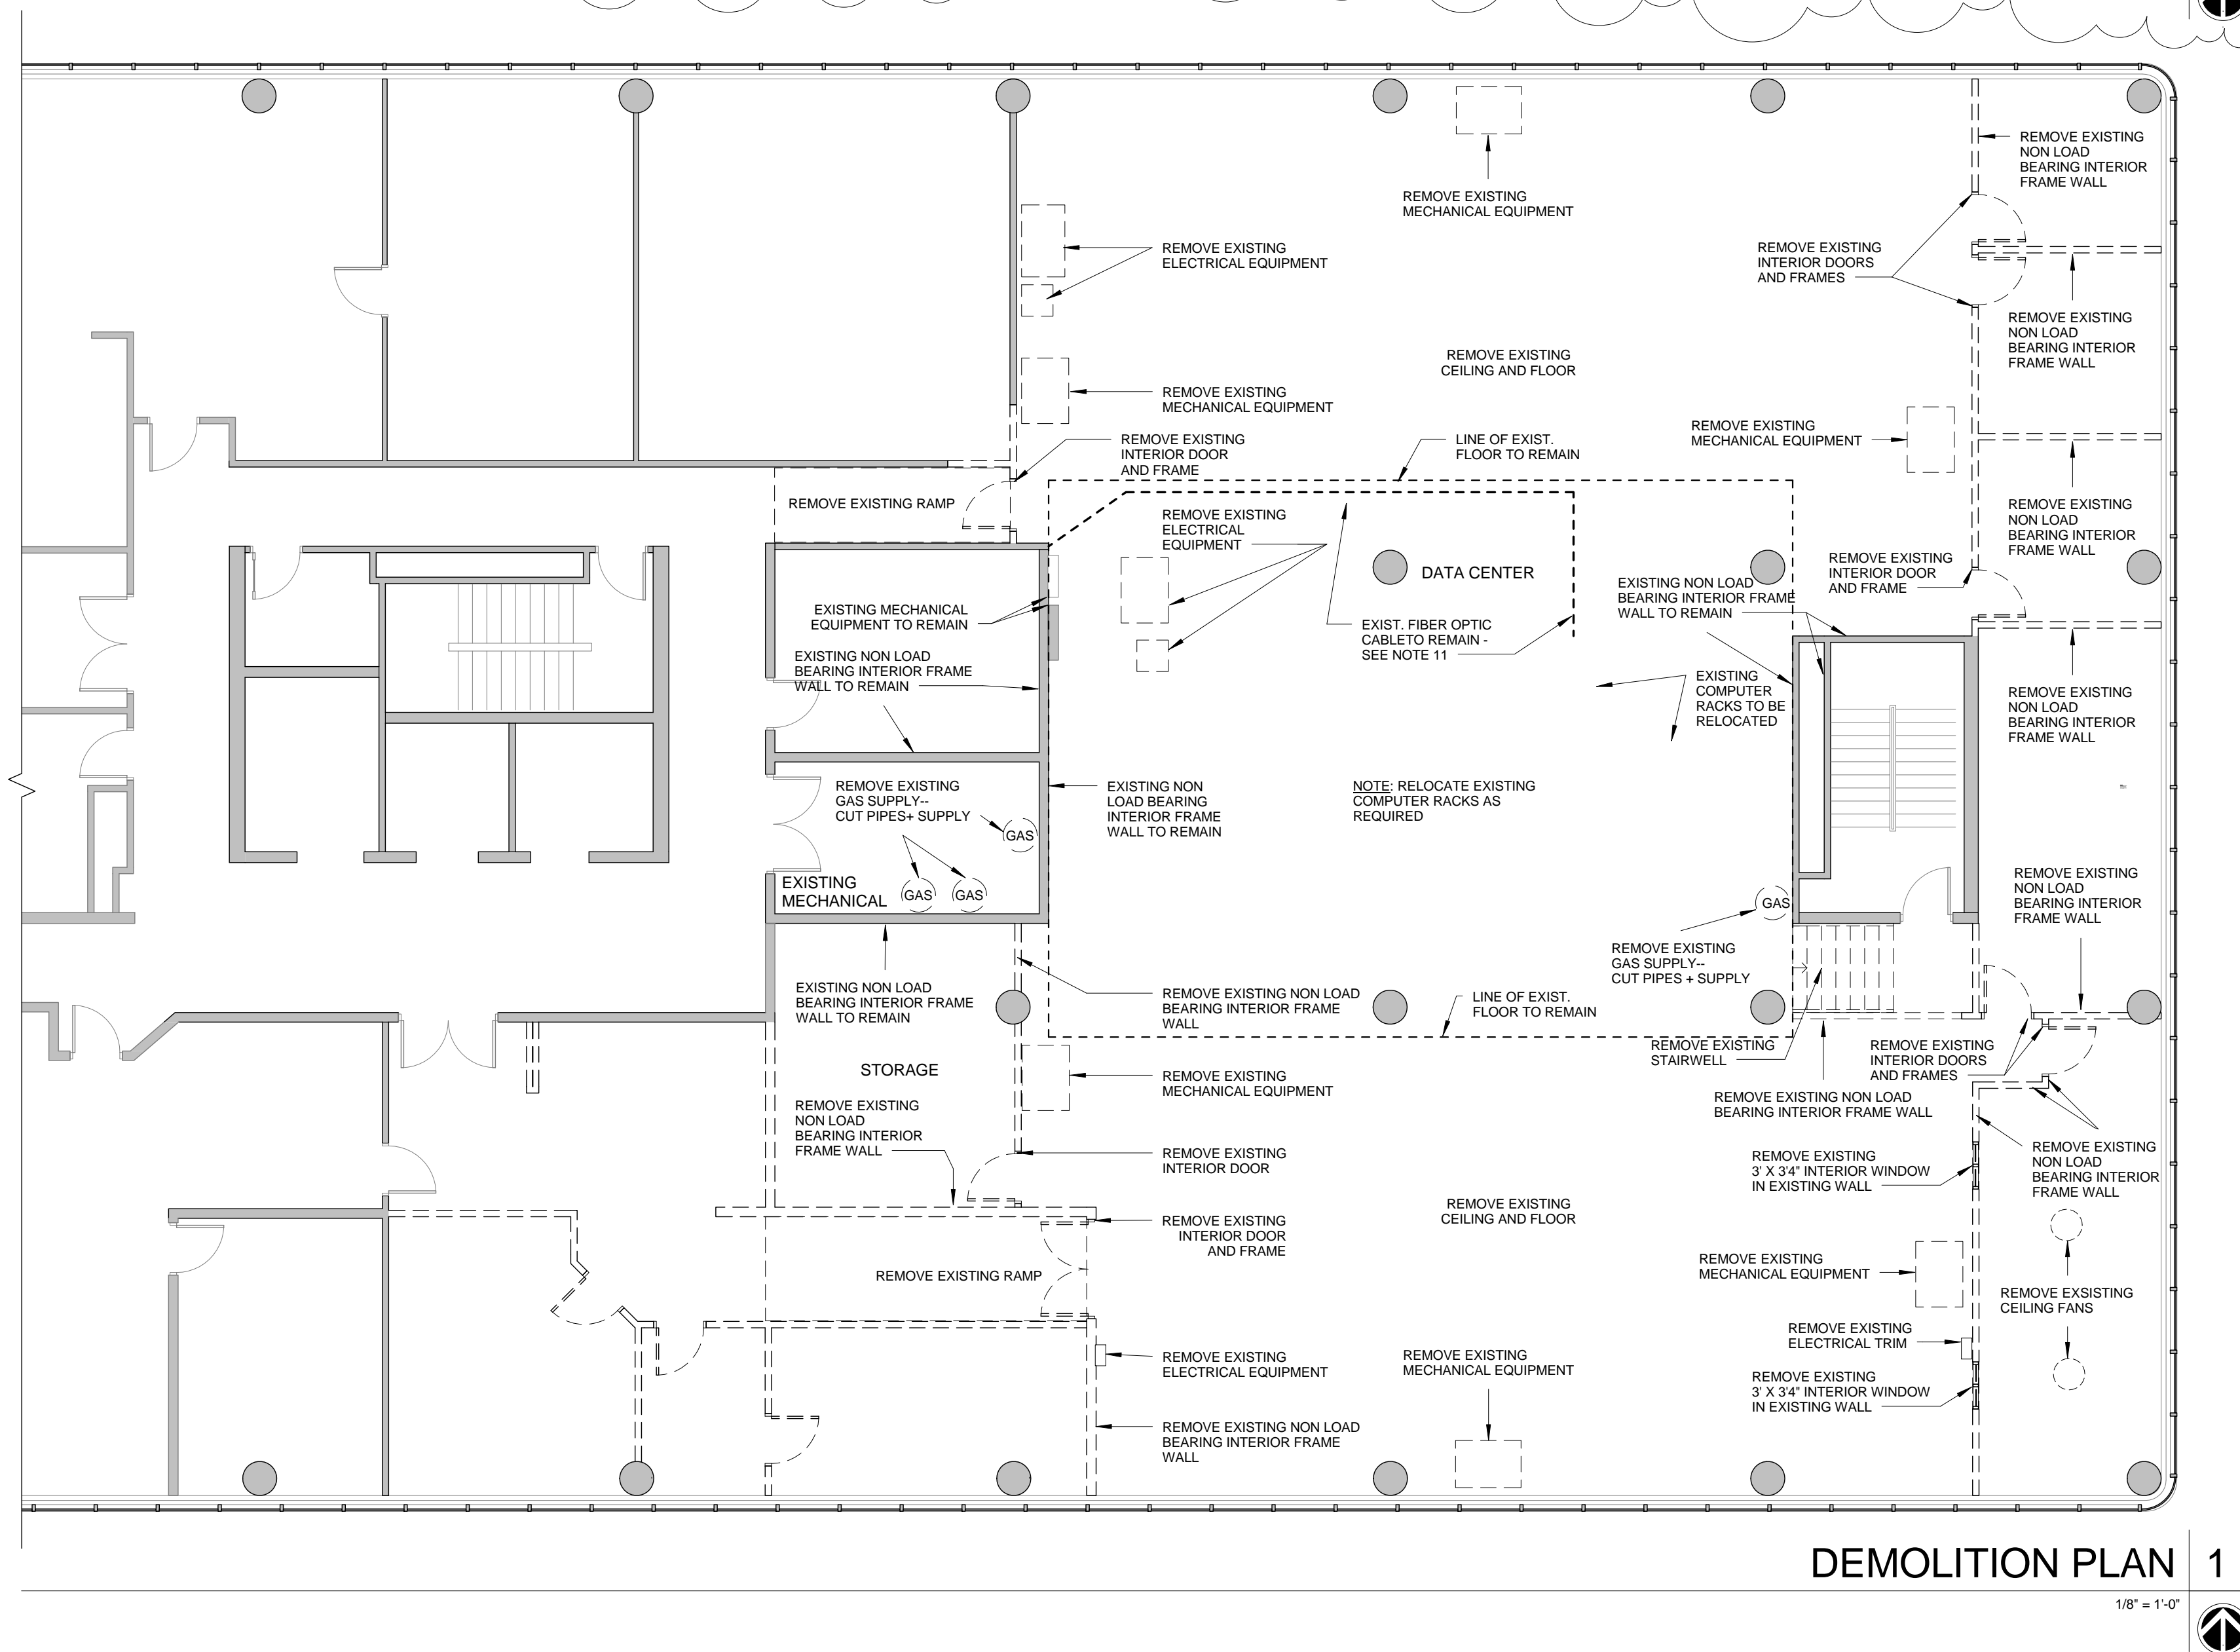 REMOVE EXISTING
NON LOAD
BEARING INTERIOR
FRAME WALL
REMOVE EXISTING
MECHANICAL EQUIPMENT
REMOVE EXISTING
ELECTRICAL EQUIPMENT
REMOVE EXISTING
INTERIOR DOORS
AND FRAMES
REMOVE EXISTING
NON LOAD
BEARING INTERIOR
FRAME WALL
REMOVE EXISTING
CEILING AND FLOOR
REMOVE EXISTING
MECHANICAL EQUIPMENT
REMOVE EXISTING
MECHANICAL EQUIPMENT
REMOVE EXISTING
INTERIOR DOOR
AND FRAME
LINE OF EXIST.
FLOOR TO REMAIN
REMOVE EXISTING RAMP
REMOVE EXISTING
ELECTRICAL
EQUIPMENT
REMOVE EXISTING
NON LOAD
BEARING INTERIOR
FRAME WALL
DATA CENTER
REMOVE EXISTING
INTERIOR DOOR
AND FRAME
EXISTING NON LOAD
BEARING INTERIOR FRAME
WALL TO REMAIN
EXISTING MECHANICAL
EQUIPMENT TO REMAIN
EXIST. FIBER OPTIC
CABLETO REMAIN -
SEE NOTE 11
EXISTING NON LOAD
BEARING INTERIOR FRAME
WALL TO REMAIN
EXISTING
COMPUTER
RACKS TO BE
RELOCATED
REMOVE EXISTING
NON LOAD
BEARING INTERIOR
FRAME WALL
REMOVE EXISTING
GAS SUPPLY--
CUT PIPES+ SUPPLY
GAS
GAS
GAS
EXISTING
MECHANICAL
EXISTING NON
LOAD BEARING
INTERIOR FRAME
WALL TO REMAIN
NOTE: RELOCATE EXISTING
COMPUTER RACKS AS
REQUIRED
GAS
REMOVE EXISTING
NON LOAD
BEARING INTERIOR
FRAME WALL
REMOVE EXISTING
GAS SUPPLY--
CUT PIPES + SUPPLY
EXISTING NON LOAD
BEARING INTERIOR FRAME
WALL TO REMAIN
REMOVE EXISTING NON LOAD
BEARING INTERIOR FRAME
WALL
LINE OF EXIST.
FLOOR TO REMAIN
REMOVE EXISTING
STAIRWELL
REMOVE EXISTING
INTERIOR DOORS
AND FRAMES
STORAGE
REMOVE EXISTING
MECHANICAL EQUIPMENT
REMOVE EXISTING NON LOAD
BEARING INTERIOR FRAME WALL
REMOVE EXISTING
NON LOAD
BEARING INTERIOR
FRAME WALL
REMOVE EXISTING
INTERIOR DOOR
REMOVE EXISTING
3' X 3'4" INTERIOR WINDOW
IN EXISTING WALL
REMOVE EXISTING
NON LOAD
BEARING INTERIOR
FRAME WALL
REMOVE EXISTING
INTERIOR DOOR
AND FRAME
REMOVE EXISTING
CEILING AND FLOOR
REMOVE EXISTING RAMP
REMOVE EXISTING
MECHANICAL EQUIPMENT
REMOVE EXSISTING
CEILING FANS
REMOVE EXISTING
ELECTRICAL TRIM
REMOVE EXISTING
ELECTRICAL EQUIPMENT
REMOVE EXISTING
MECHANICAL EQUIPMENT
REMOVE EXISTING
3' X 3'4" INTERIOR WINDOW
IN EXISTING WALL
REMOVE EXISTING NON LOAD
BEARING INTERIOR FRAME
WALL
DEMOLITION PLAN 1
1/8" = 1'-0"